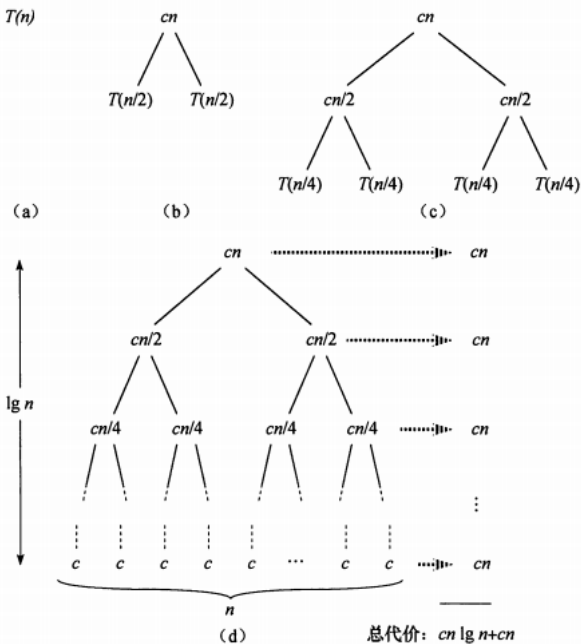 T(n) cn cn
T(n/2) T(n/2) cn/2 cn/2
T(n/4) T(n/4) T(n/4) T(n/4)
（a） （b） （c）
cn cn
cn/2 cn/2 cn
lg n
cn/4 cn/4 cn/4 cn/4 cn
⋮
c c c c c … c c cn
n
（d） 总代价：cn lg n+cn